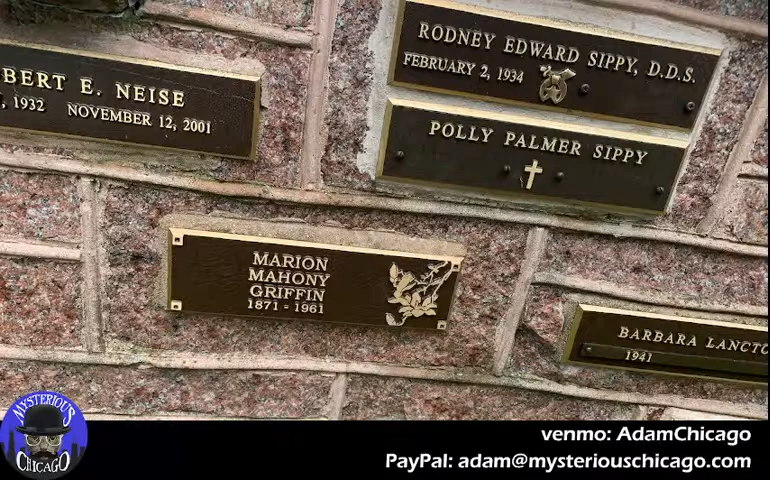 BERT E. NEISE
, 1932 NOVEMBER 12, 2001
RODNEY EDWARD SIPPY, D.D.S.
FEBRUARY 2, 1934
POLLY PALMER SIPPY
MARION
MAHONY
GRIFFIN
1871 - 1961
BARBARA LANCTO
1941
MYSTERIOUS
CHICAGO
venmo: AdamChicago
PayPal: adam@mysteriouschicago.com